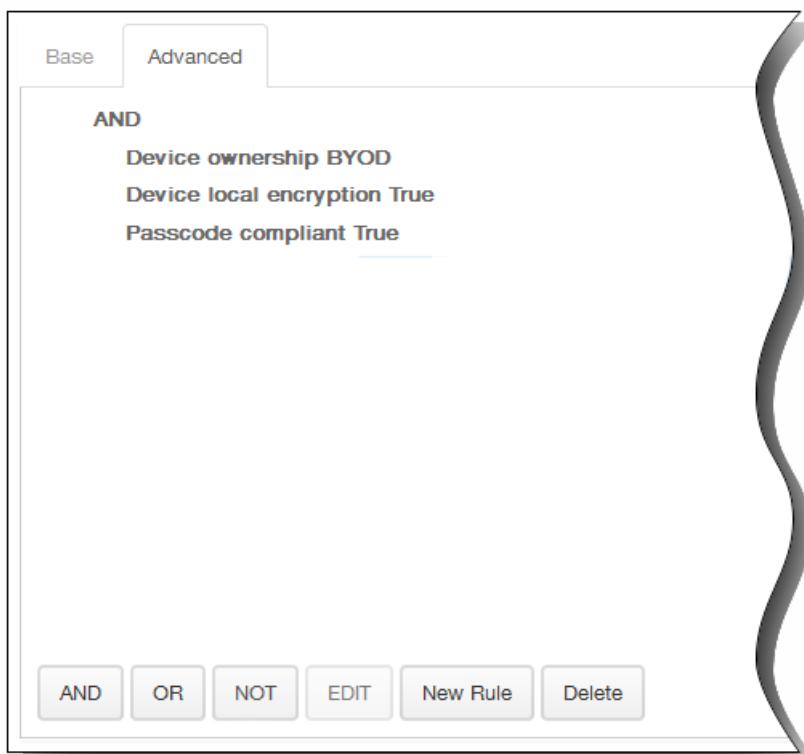 Base Advanced
AND
Device ownership BYOD
Device local encryption True
Passcode compliant True
AND OR NOT EDIT New Rule Delete